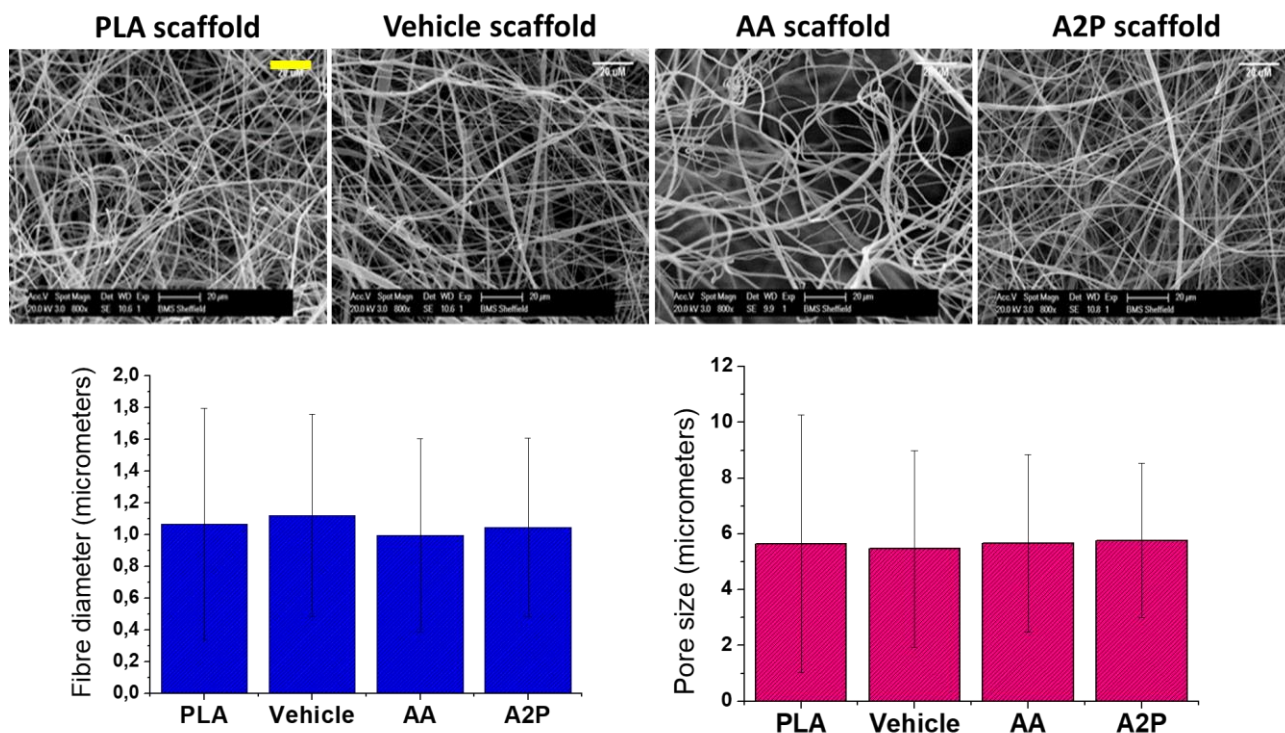 PLA scaffold
Vehicle scaffold
AA scaffold
A2P scaffold
20 uM
20 uM
20 uM
Acc.V Spot Magn Det WD Exp 20 µm
20.0 kV 3.0 800x SE 10.6 1 BMS Sheffield
Acc.V Spot Magn Det WD Exp 20 µm
20.0 kV 3.0 800x SE 10.6 1 BMS Sheffield
Acc.V Spot Magn Det WD Exp 20 µm
20.0 kV 3.0 800x SE 9.9 1 BMS Sheffield
Acc.V Spot Magn Det WD Exp 20 µm
20.0 kV 3.0 800x SE 10.8 1 BMS Sheffield
Fibre diameter (micrometers)
2,0
1,8
1,6
1,4
1,2
1,0
0,8
0,6
0,4
0,2
0,0
PLA Vehicle AA A2P
Pore size (micrometers)
12
10
8
6
4
2
0
PLA Vehicle AA A2P